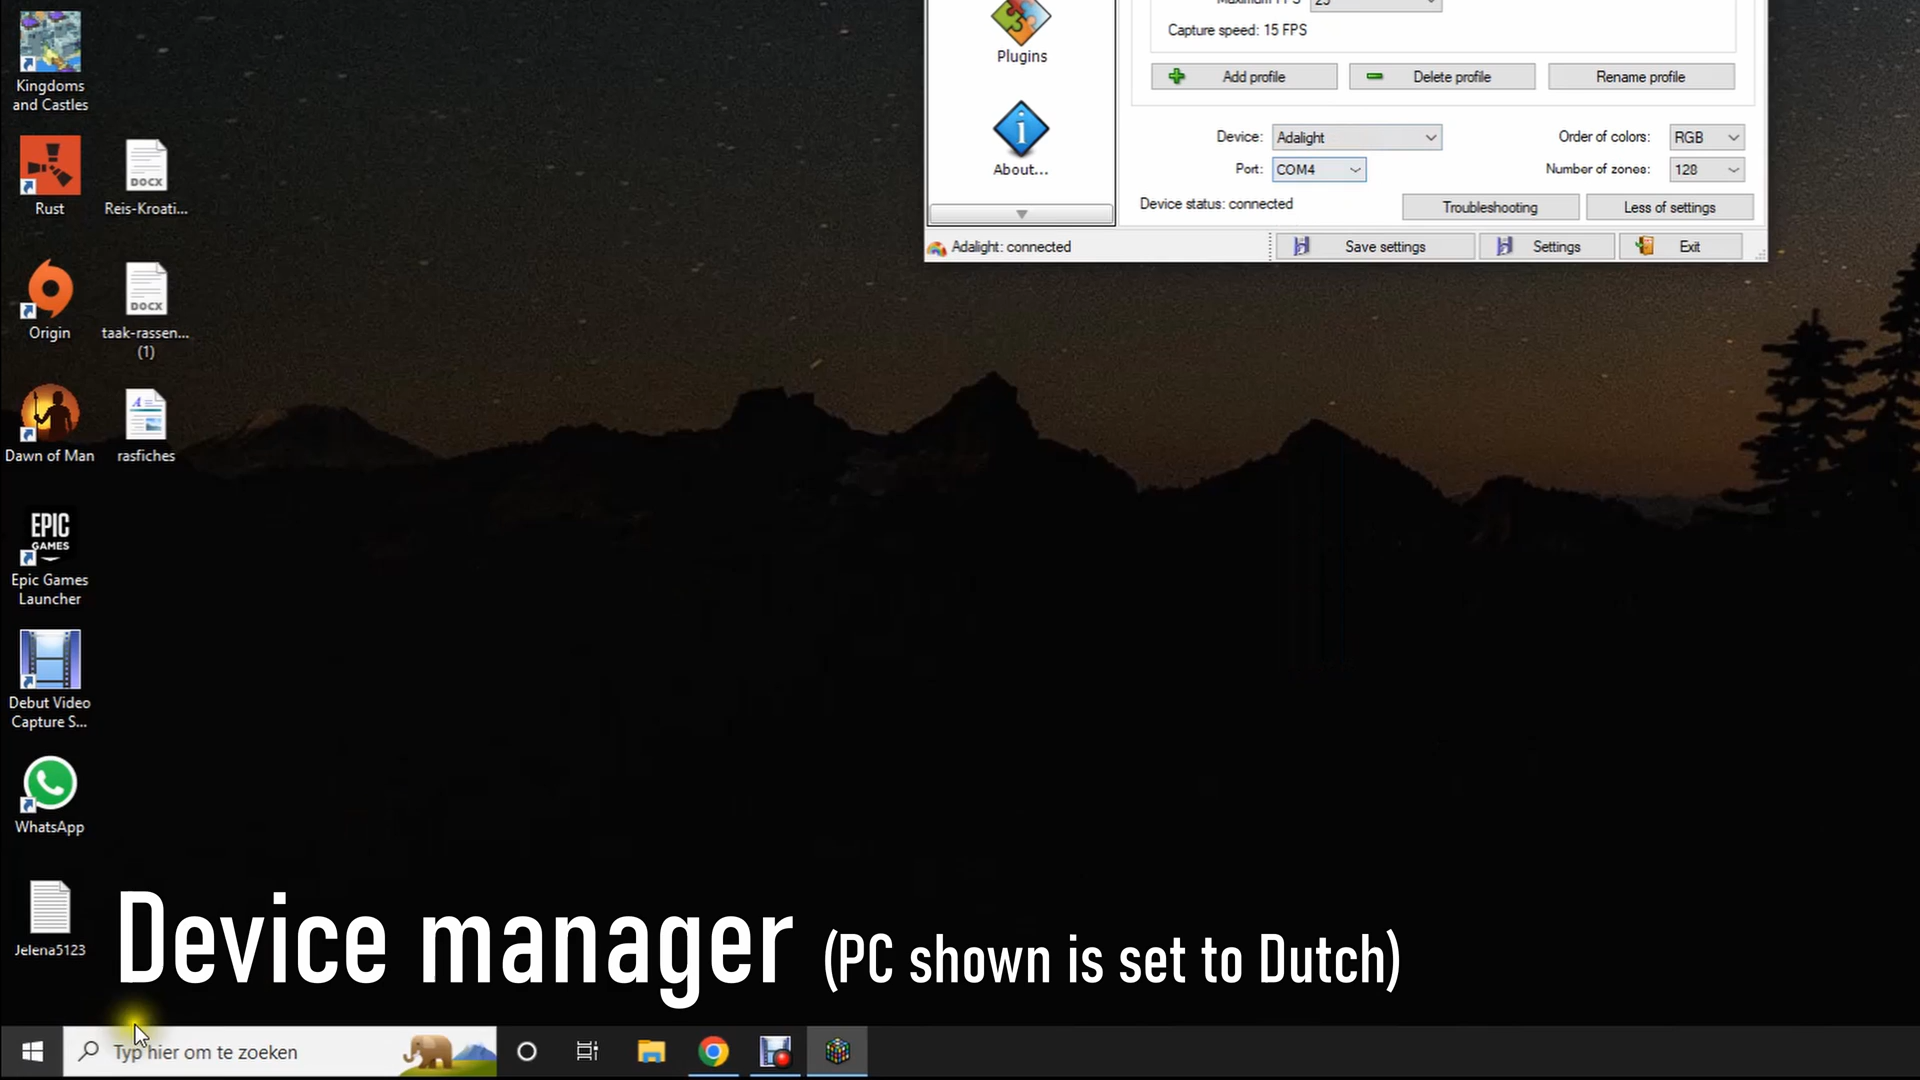 Kingdoms
and Castles
Rust
DOCX
Reis-Kroati...
Origin
DOCX
taak-rassen...
(1)
Dawn of Man
A
rasfiches
EPIC
GAMES
Epic Games
Launcher
Debut Video
Capture S...
WhatsApp
Jelena5123
Plugins
i
About...
25
Capture speed: 15 FPS
Add profile
Delete profile
Rename profile
Device: Adalight
Order of colors: RGB
Port: COM4
Number of zones: 128
Device status: connected
Troubleshooting
Less of settings
Adalight: connected
Save settings
Settings
Exit
Device manager (PC shown is set to Dutch)
Typ hier om te zoeken